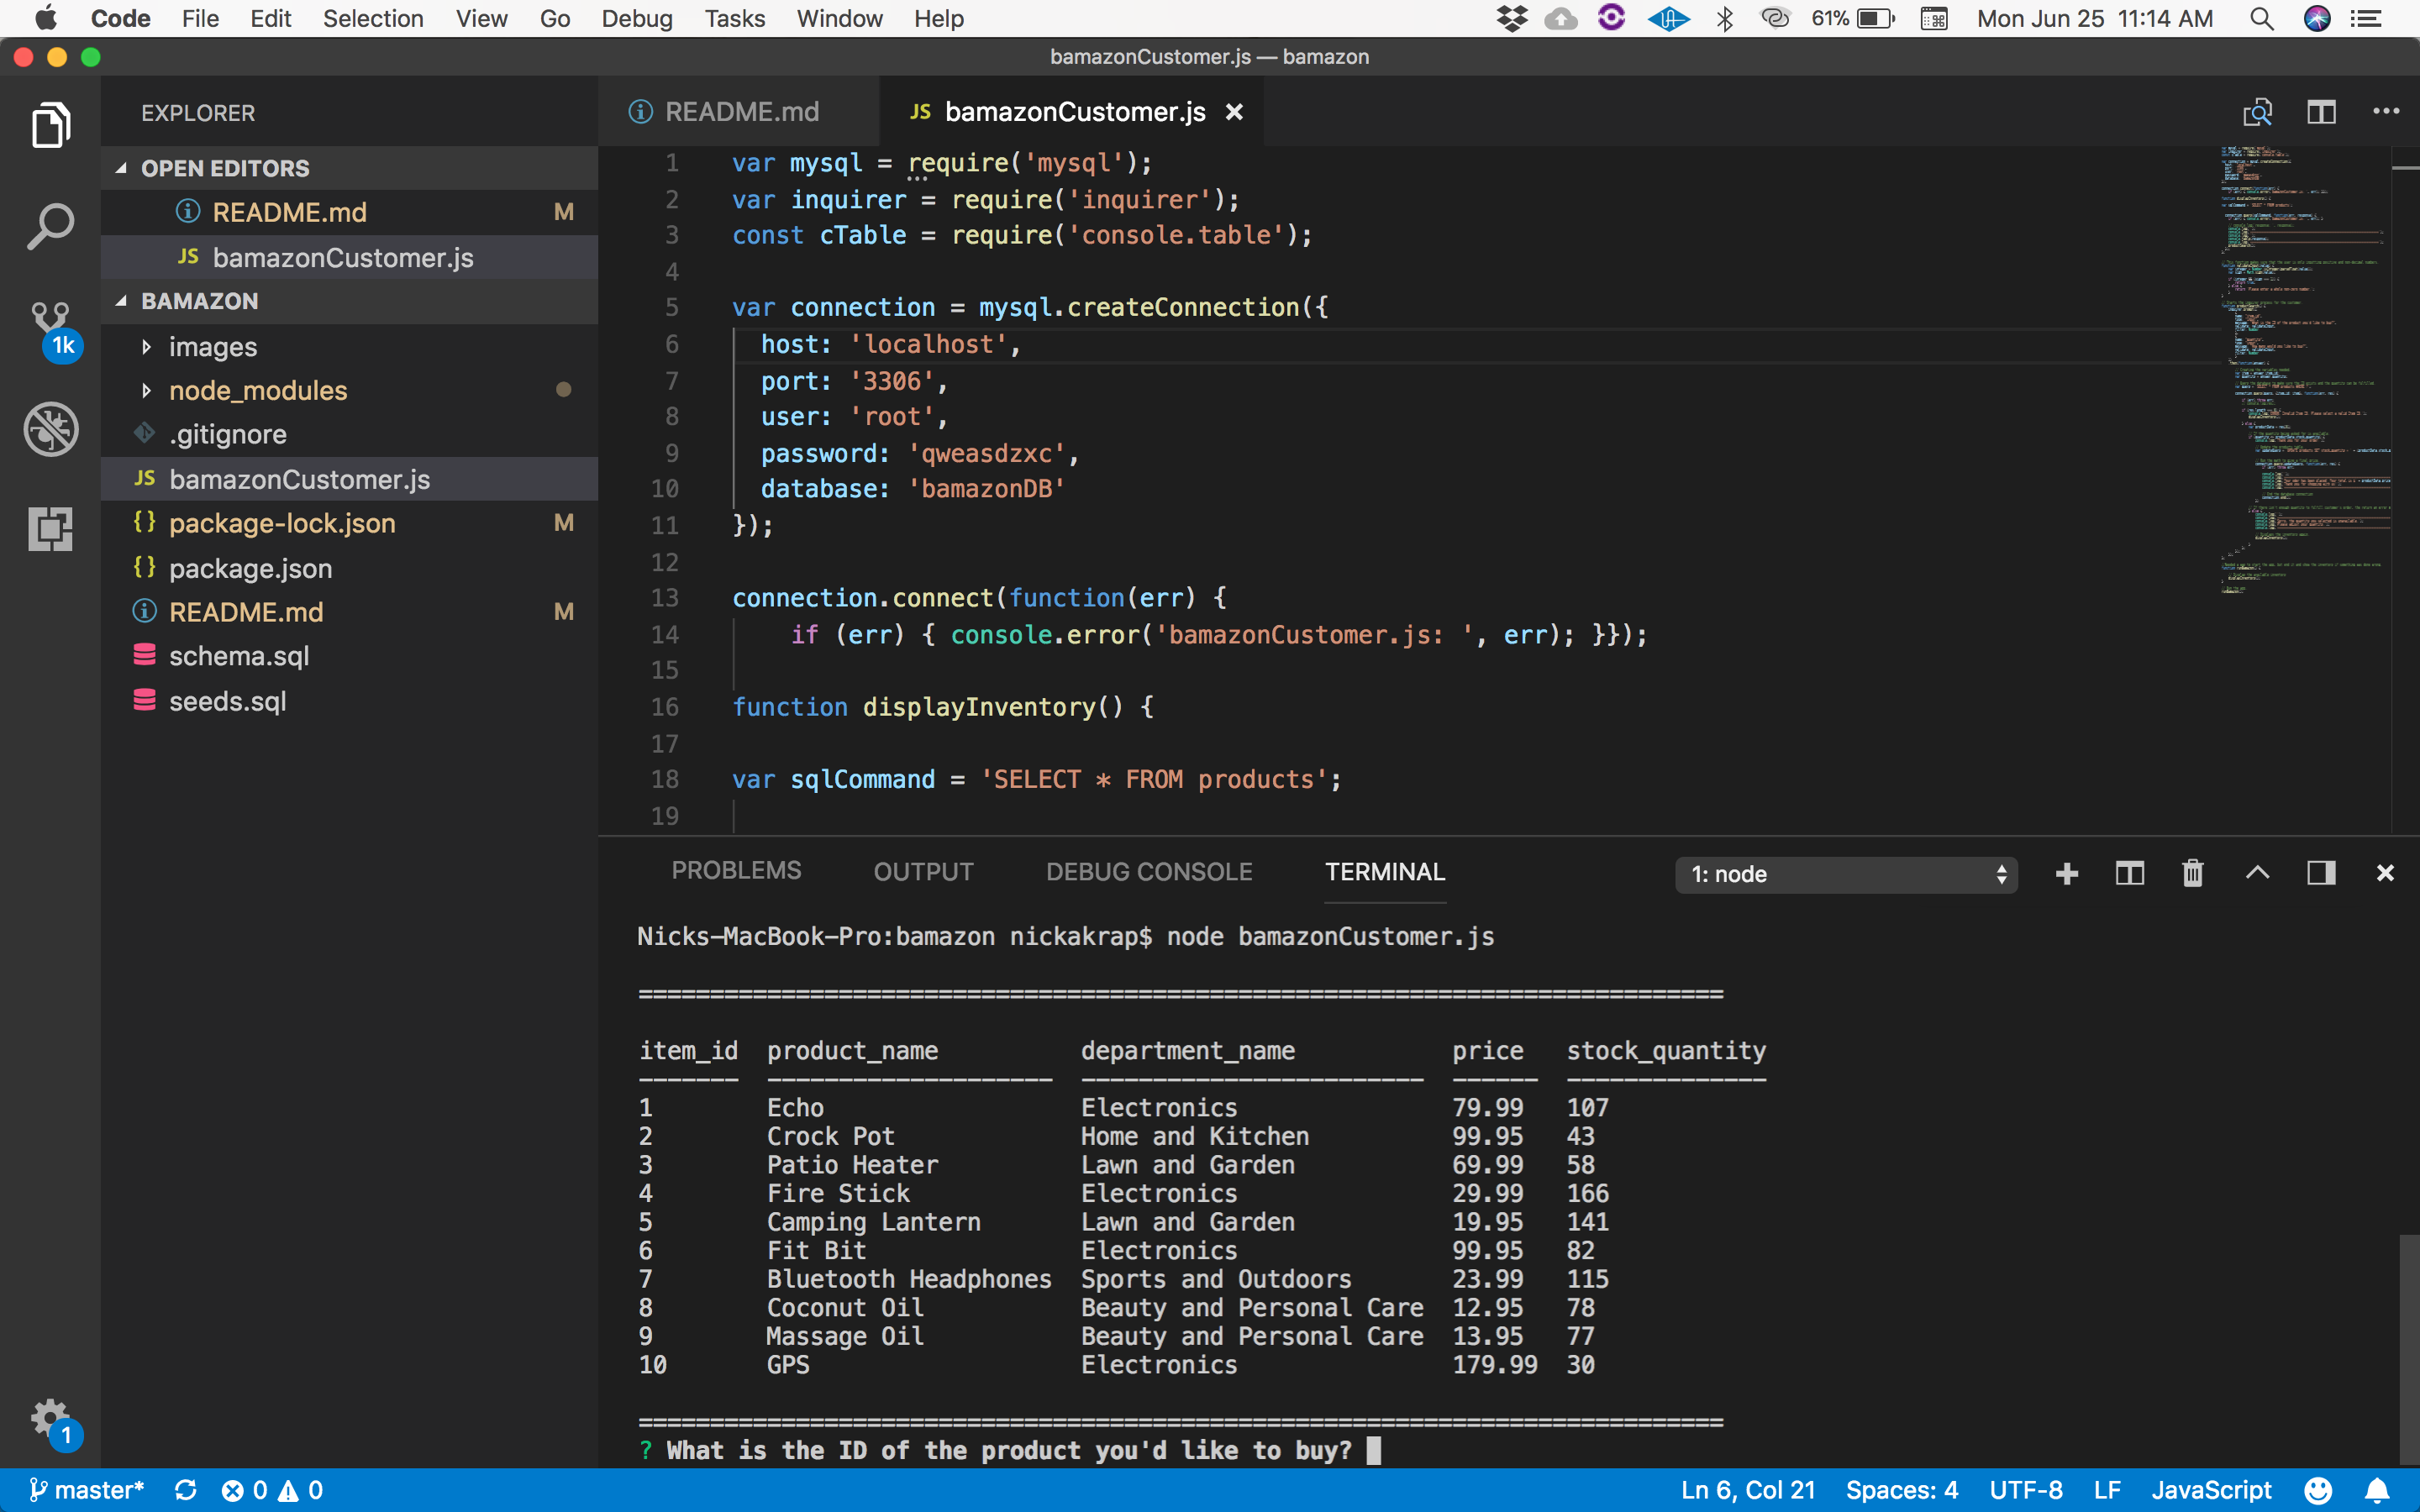 Code File Edit Selection View Go Debug Tasks Window Help 61% Mon Jun 25 11:14 AM
bamazonCustomer.js — bamazon
EXPLORER
OPEN EDITORS
README.md M
JS bamazonCustomer.js
BAMAZON
images
node_modules
.gitignore
JS bamazonCustomer.js
{} package-lock.json M
{} package.json
README.md M
schema.sql
seeds.sql
1k
1
README.md JS bamazonCustomer.js
1 var mysql = require('mysql');
2 var inquirer = require('inquirer');
3 const cTable = require('console.table');
4
5 var connection = mysql.createConnection({
6 host: 'localhost',
7 port: '3306',
8 user: 'root',
9 password: 'qweasdzxc',
10 database: 'bamazonDB'
11 });
12
13 connection.connect(function(err) {
14 if (err) { console.error('bamazonCustomer.js: ', err); }});
15
16 function displayInventory() {
17
18 var sqlCommand = 'SELECT * FROM products';
19
PROBLEMS OUTPUT DEBUG CONSOLE TERMINAL 1: node
Nicks-MacBook-Pro:bamazon nickakrap$ node bamazonCustomer.js
============================================================================
item_id product_name department_name price stock_quantity
------- -------------------- ------------------------ ------ --------------
1 Echo Electronics 79.99 107
2 Crock Pot Home and Kitchen 99.95 43
3 Patio Heater Lawn and Garden 69.99 58
4 Fire Stick Electronics 29.99 166
5 Camping Lantern Lawn and Garden 19.95 141
6 Fit Bit Electronics 99.95 82
7 Bluetooth Headphones Sports and Outdoors 23.99 115
8 Coconut Oil Beauty and Personal Care 12.95 78
9 Massage Oil Beauty and Personal Care 13.95 77
10 GPS Electronics 179.99 30
============================================================================
? What is the ID of the product you'd like to buy?
master* 0 0 Ln 6, Col 21 Spaces: 4 UTF-8 LF JavaScript